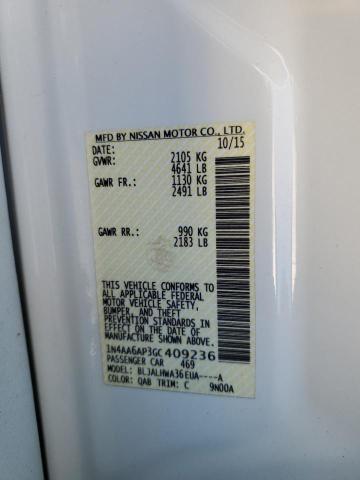 MFD BY NISSAN MOTOR CO., LTD.
DATE: 10/15
GVWR: 2105 KG
4641 LB
GAWR FR.: 1130 KG
2491 LB
GAWR RR.: 990 KG
2183 LB
THIS VEHICLE CONFORMS TO
ALL APPLICABLE FEDERAL
MOTOR VEHICLE SAFETY,
BUMPER, AND THEFT
PREVENTION STANDARDS IN
EFFECT ON THE DATE OF
MANUFACTURE SHOWN ABOVE.
1N4AA6AP3GC409236
PASSENGER CAR 469
MODEL: BLJALHWA36EUA----A
COLOR: QAB TRIM: C 9N00A